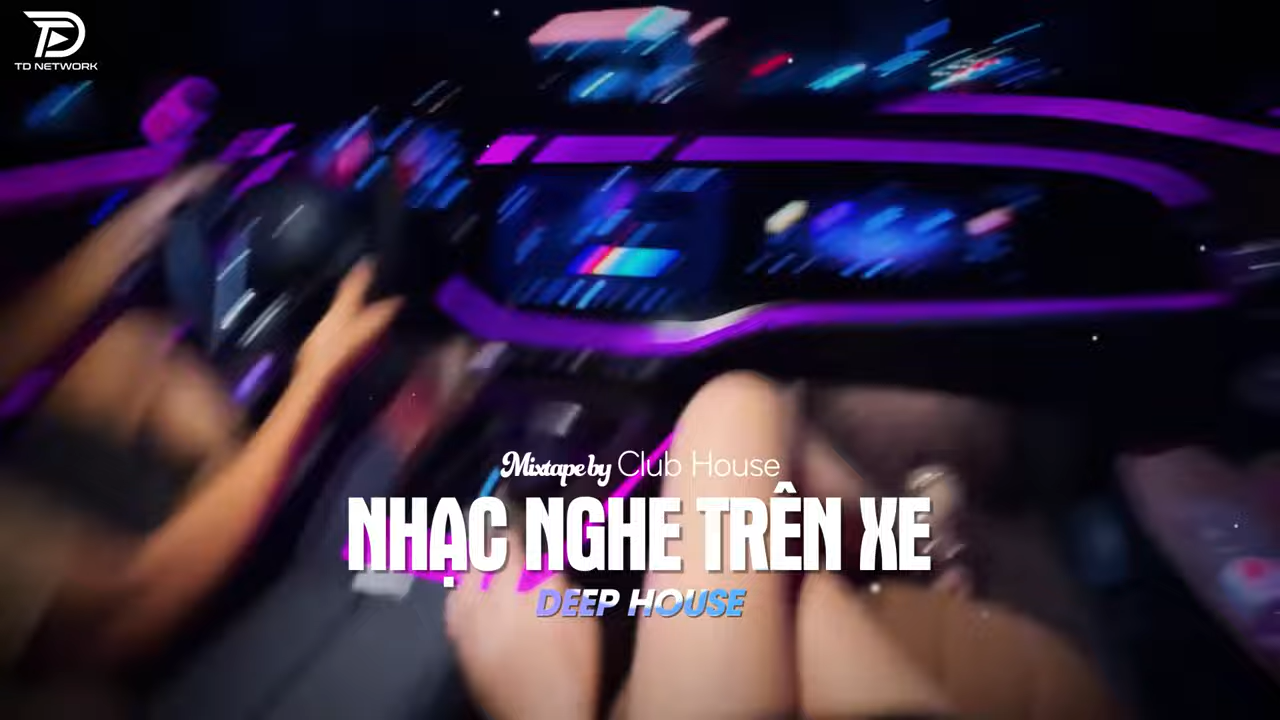 TD NETWORK
Mixtape by Club House
NHẠC NGHE TRÊN XE
DEEP HOUSE